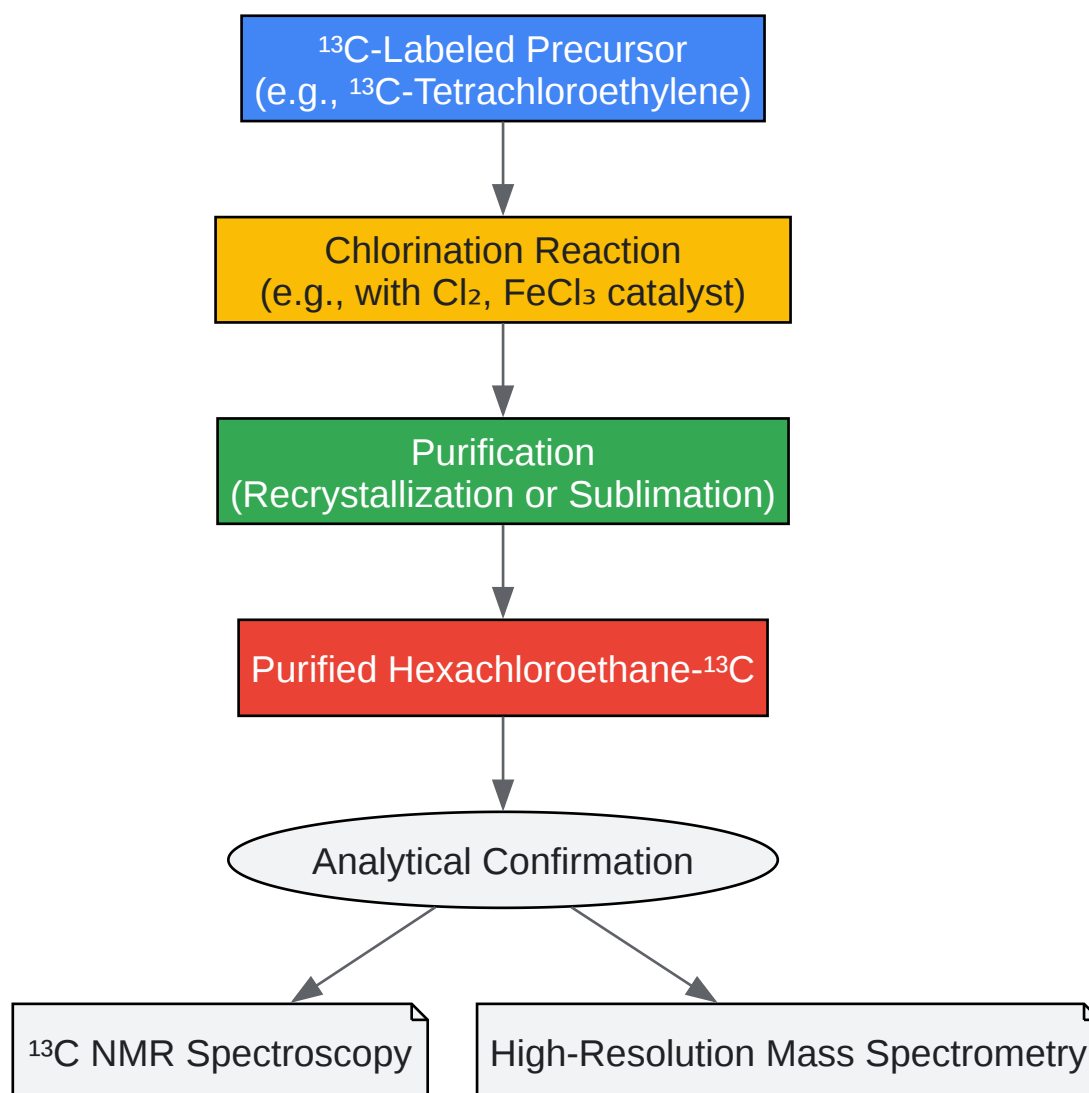 ¹³C-Labeled Precursor
(e.g., ¹³C-Tetrachloroethylene)
Chlorination Reaction
(e.g., with Cl₂, FeCl₃ catalyst)
Purification
(Recrystallization or Sublimation)
Purified Hexachloroethane-¹³C
Analytical Confirmation
¹³C NMR Spectroscopy
High-Resolution Mass Spectrometry